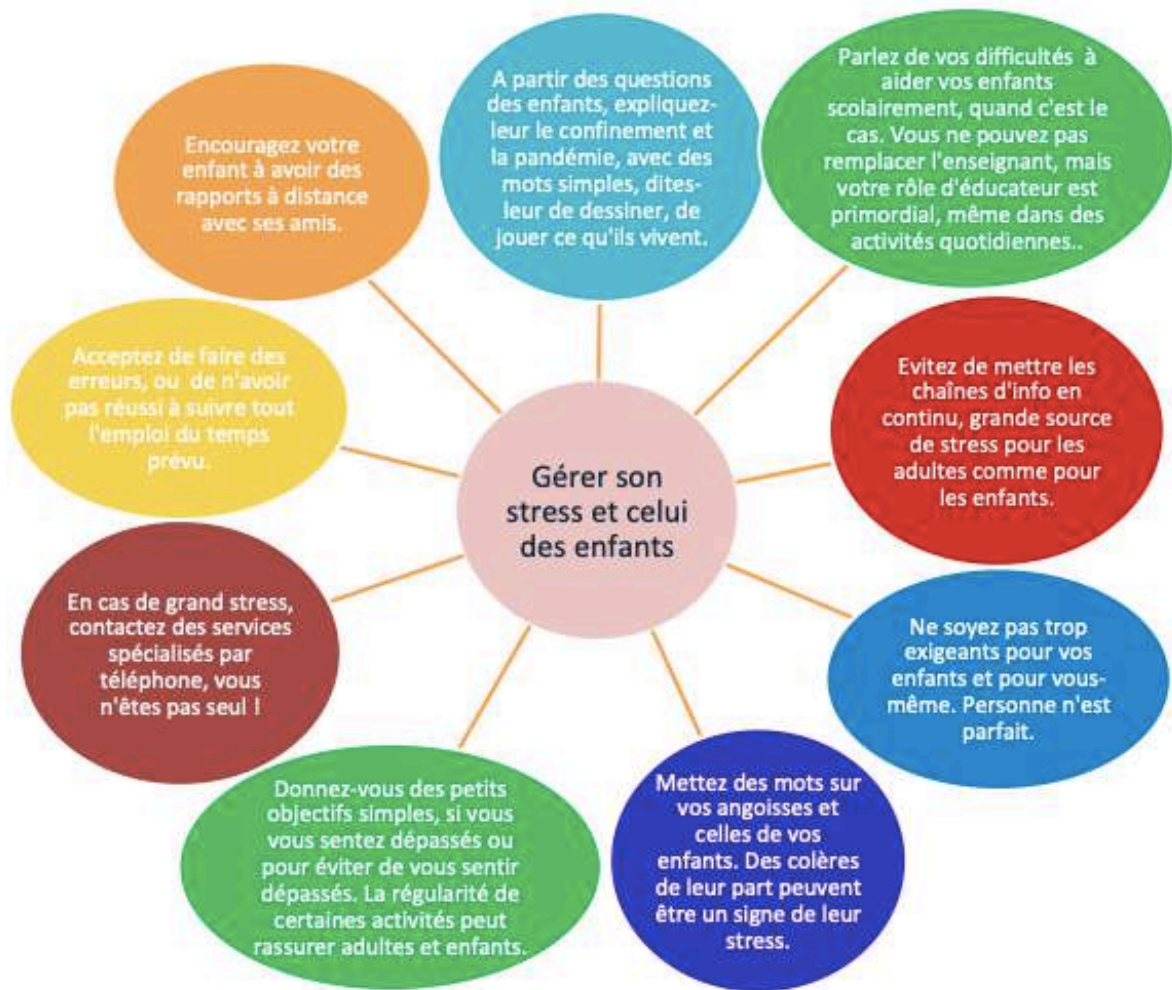 Gérer son
stress et celui
des enfants
A partir des questions
des enfants, expliquez-
leur le confinement et
la pandémie, avec des
mots simples, dites-
leur de dessiner, de
jouer ce qu'ils vivent.
Parlez de vos difficultés à
aider vos enfants
scolairement, quand c'est le
cas. Vous ne pouvez pas
remplacer l'enseignant, mais
votre rôle d'éducateur est
primordial, même dans des
activités quotidiennes..
Evitez de mettre les
chaînes d'info en
continu, grande source
de stress pour les
adultes comme pour
les enfants.
Ne soyez pas trop
exigeants pour vos
enfants et pour vous-
même. Personne n'est
parfait.
Mettez des mots sur
vos angoisses et
celles de vos
enfants. Des colères
de leur part peuvent
être un signe de leur
stress.
Donnez-vous des petits
objectifs simples, si vous
vous sentez dépassés ou
pour éviter de vous sentir
dépassés. La régularité de
certaines activités peut
rassurer adultes et enfants.
En cas de grand stress,
contactez des services
spécialisés par
téléphone, vous
n'êtes pas seul !
Acceptez de faire des
erreurs, ou de n'avoir
pas réussi à suivre tout
l'emploi du temps
prévu.
Encouragez votre
enfant à avoir des
rapports à distance
avec ses amis.